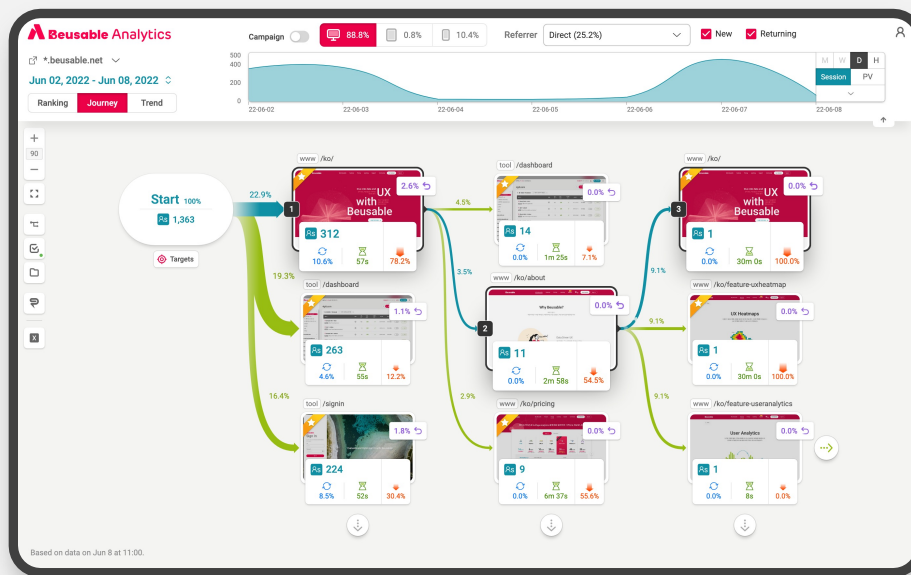 Beusable Analytics
Campaign
88.8%
0.8%
10.4%
Referrer
Direct (25.2%)
New
Returning
*.beusable.net
Jun 02, 2022 - Jun 08, 2022
Ranking
Journey
Trend
500
400
200
0
22-06-02
22-06-03
22-06-04
22-06-05
22-06-06
22-06-07
22-06-08
M W D H
Session
PV
90
Start 100%
1,363
Targets
22.9%
19.3%
16.4%
www /ko/
2.6%
UX
with
Beusable
1
312
10.6%
57s
78.2%
tool /dashboard
1.1%
263
4.6%
55s
12.2%
tool /signin
1.8%
224
8.5%
52s
30.4%
4.5%
3.5%
2.9%
tool /dashboard
0.0%
14
0.0%
1m 25s
7.1%
www /ko/about
0.0%
Why Beusable?
2
11
0.0%
2m 58s
54.5%
www /ko/pricing
0.0%
9
0.0%
6m 37s
55.6%
9.1%
9.1%
9.1%
www /ko/
0.0%
UX
with
Beusable
3
1
0.0%
30m 0s
100.0%
www /ko/feature-uxheatmap
0.0%
UX Heatmaps
1
0.0%
30m 0s
100.0%
www /ko/feature-useranalytics
0.0%
User Analytics
1
0.0%
8s
0.0%
Based on data on Jun 8 at 11:00.